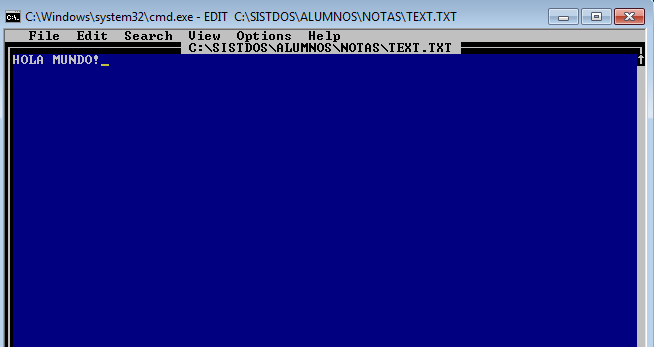 C:\Windows\system32\cmd.exe - EDIT C:\SISTDOS\ALUMNOS\NOTAS\TEXT.TXT
File Edit Search View Options Help
C:\SISTDOS\ALUMNOS\NOTAS\TEXT.TXT
HOLA MUNDO!_